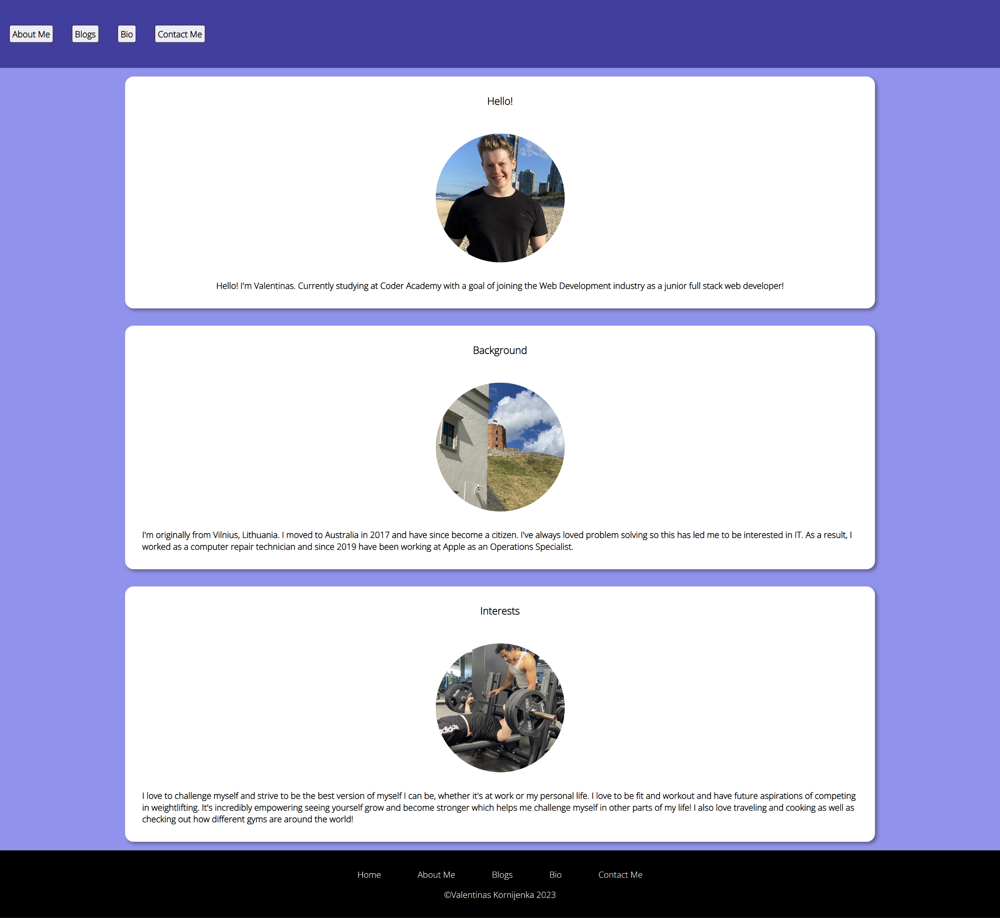 About Me Blogs Bio Contact Me
Hello!
Hello! I'm Valentinas. Currently studying at Coder Academy with a goal of joining the Web Development industry as a junior full stack web developer!
Background
I'm originally from Vilnius, Lithuania. I moved to Australia in 2017 and have since become a citizen. I've always loved problem solving so this has led me to be interested in IT. As a result, I
worked as a computer repair technician and since 2019 have been working at Apple as an Operations Specialist.
Interests
20KG
20KG
20KG
adidas
20KG
I love to challenge myself and strive to be the best version of myself I can be, whether it's at work or my personal life. I love to be fit and workout and have future aspirations of competing
in weightlifting. It's incredibly empowering seeing yourself grow and become stronger which helps me challenge myself in other parts of my life! I also love traveling and cooking as well as
checking out how different gyms are around the world!
Home About Me Blogs Bio Contact Me
©Valentinas Kornijenka 2023